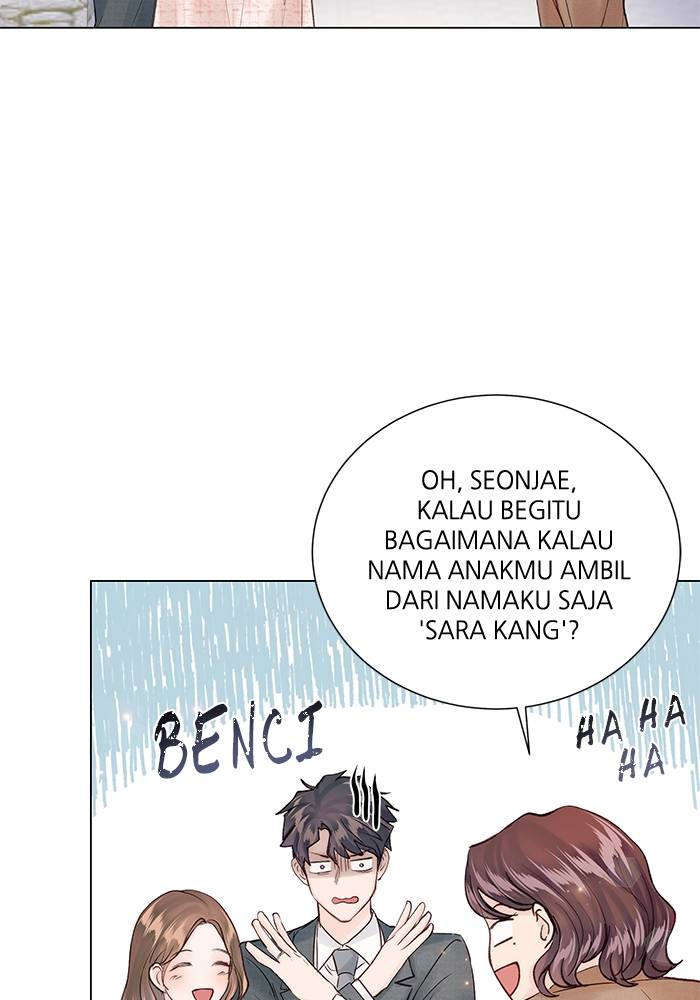 OH, SEONJAE,
KALAU BEGITU
BAGAIMANA KALAU
NAMA ANAKMU AMBIL
DARI NAMAKU SAJA
'SARA KANG'?
BENCI
HA HA
HA